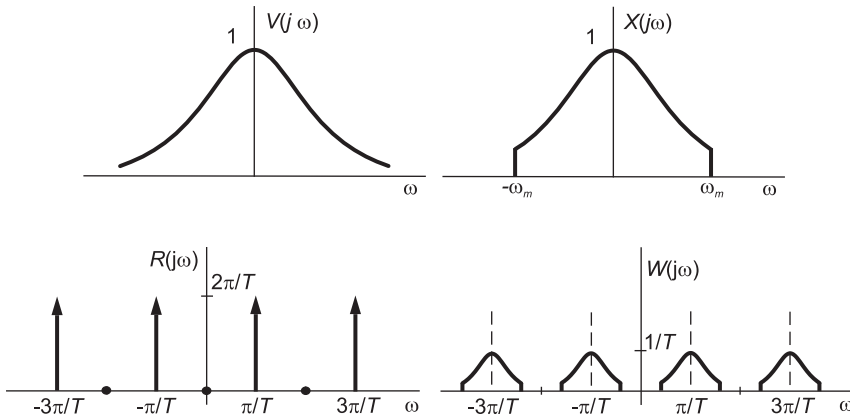 1
V(j ω)
ω
1
X(jω)
-ωm
ωm
ω
R(jω)
2π/T
-3π/T
-π/T
π/T
3π/T
ω
W(jω)
1/T
-3π/T
-π/T
π/T
3π/T
ω